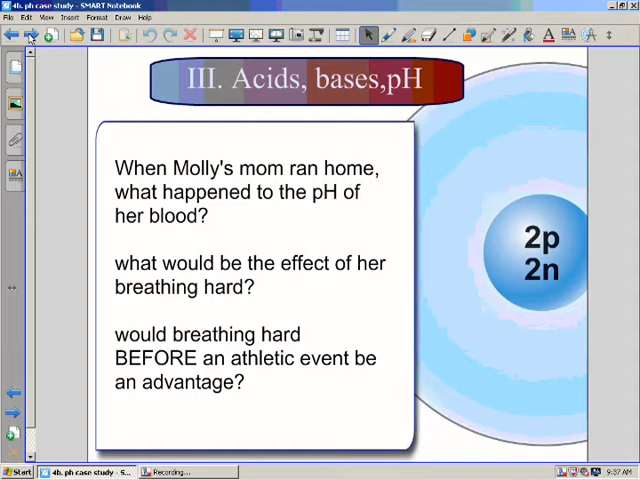 4b. ph case study - SMART Notebook
File Edit View Insert Format Draw Help
III. Acids, bases,pH
When Molly's mom ran home,
what happened to the pH of
her blood?
what would be the effect of her
breathing hard?
would breathing hard
BEFORE an athletic event be
an advantage?
2p
2n
Start
4b. ph case study - S...
Recording...
9:37 AM